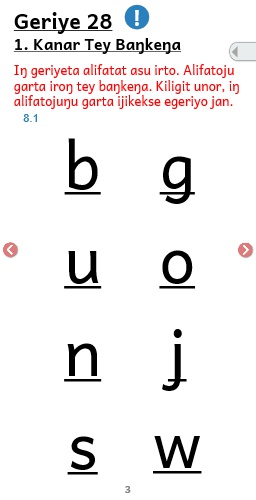 Geriye 28 !
1. Kanar Tey Baŋkeŋa
Iŋ geriyeta alifatat asu irto. Alifatoju
garta iroŋ tey baŋkeŋa. Kiligit unor, iŋ
alifatojuŋu garta ijikekse egeriyo jan.
8.1
b g
u o
n j
s w
3